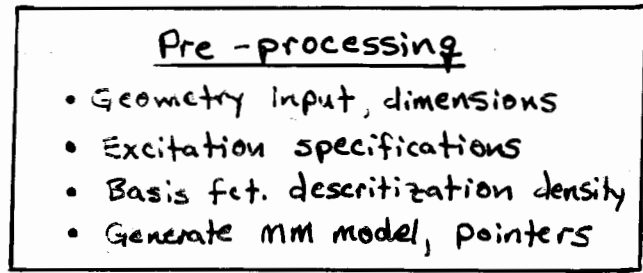 Pre-processing
• Geometry input, dimensions
• Excitation specifications
• Basis fct. descritization density
• Generate MM model, pointers